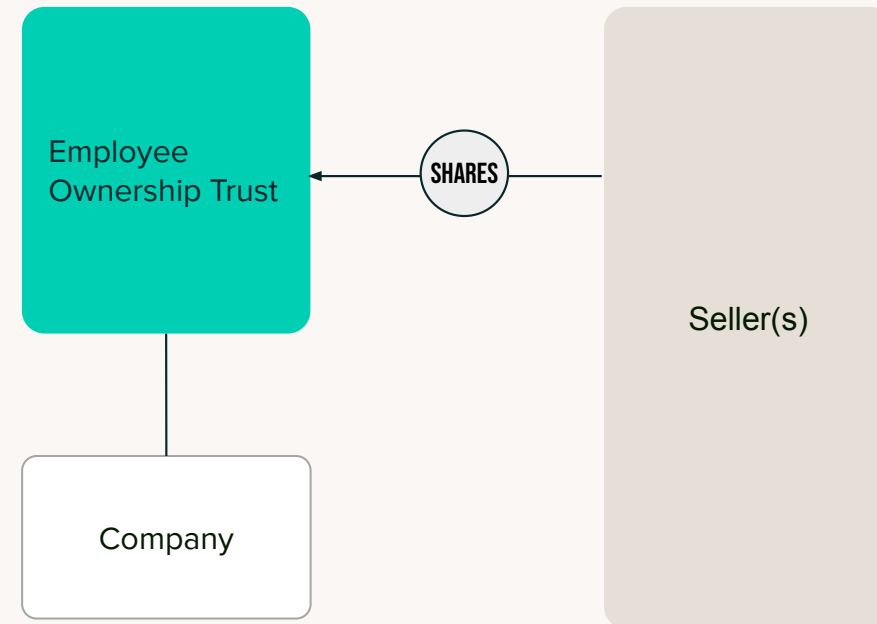 Employee
Ownership Trust
SHARES
Seller(s)
Company